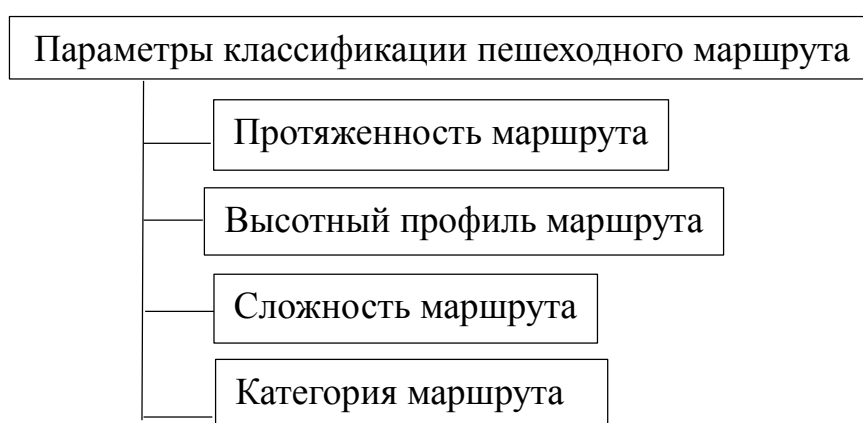 Параметры классификации пешеходного маршрута
Протяженность маршрута
Высотный профиль маршрута
Сложность маршрута
Категория маршрута